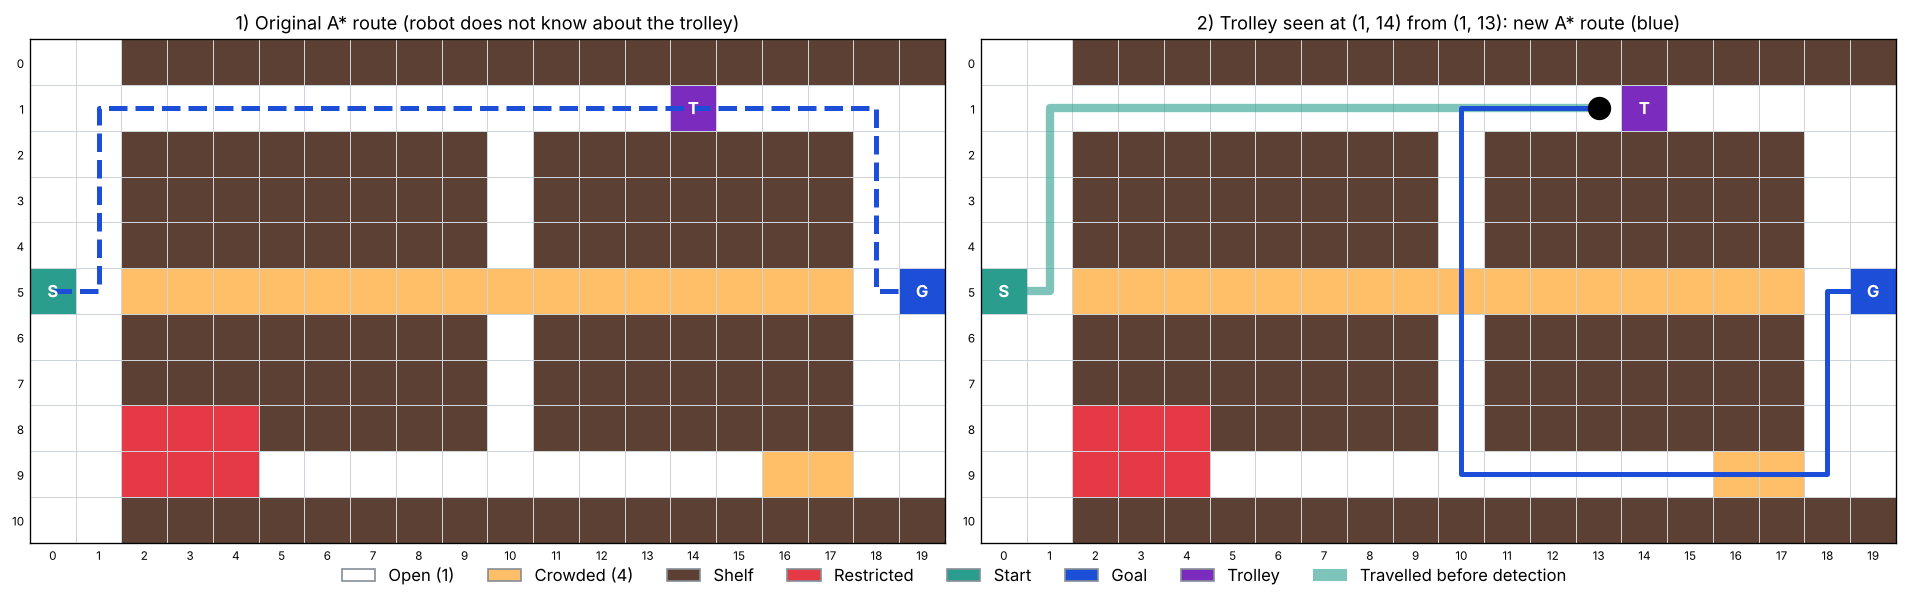 1) Original A* route (robot does not know about the trolley)
2) Trolley seen at (1, 14) from (1, 13): new A* route (blue)
0
1
2
3
4
5
6
7
8
9
10
T
S
G
0 1 2 3 4 5 6 7 8 9 10 11 12 13 14 15 16 17 18 19
0
1
2
3
4
5
6
7
8
9
10
T
S
G
0 1 2 3 4 5 6 7 8 9 10 11 12 13 14 15 16 17 18 19
Open (1) Crowded (4) Shelf Restricted Start Goal Trolley Travelled before detection